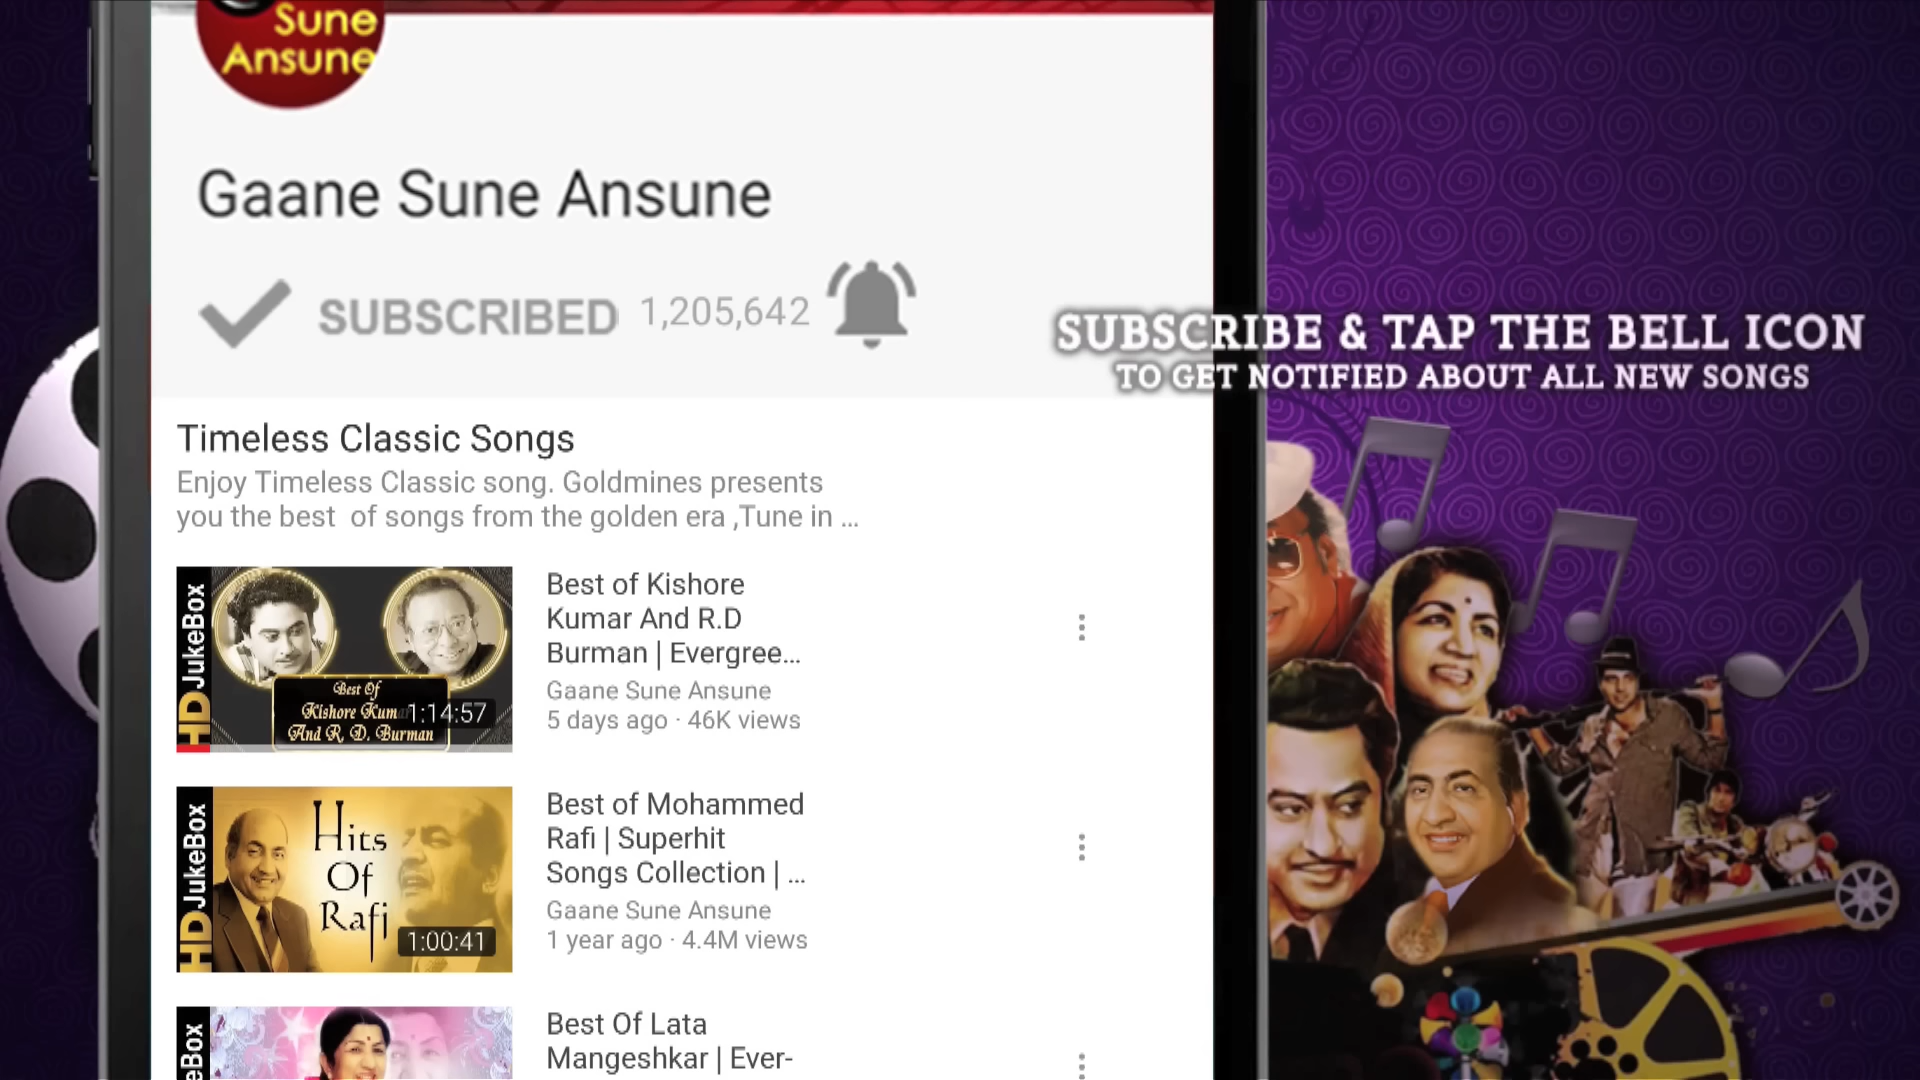 Sune
Ansune
Gaane Sune Ansune
SUBSCRIBED 1,205,642
SUBSCRIBE & TAP THE BELL ICON
TO GET NOTIFIED ABOUT ALL NEW SONGS
Timeless Classic Songs
Enjoy Timeless Classic song. Goldmines presents
you the best of songs from the golden era ,Tune in ...
HD JukeBox
Best Of
Kishore Kum
And R. D. Burman
1:14:57
Best of Kishore
Kumar And R.D
Burman | Evergree...
Gaane Sune Ansune
5 days ago · 46K views
HD JukeBox
Hits
Of
Rafi
1:00:41
Best of Mohammed
Rafi | Superhit
Songs Collection | ...
Gaane Sune Ansune
1 year ago · 4.4M views
eBox
Best Of Lata
Mangeshkar | Ever-